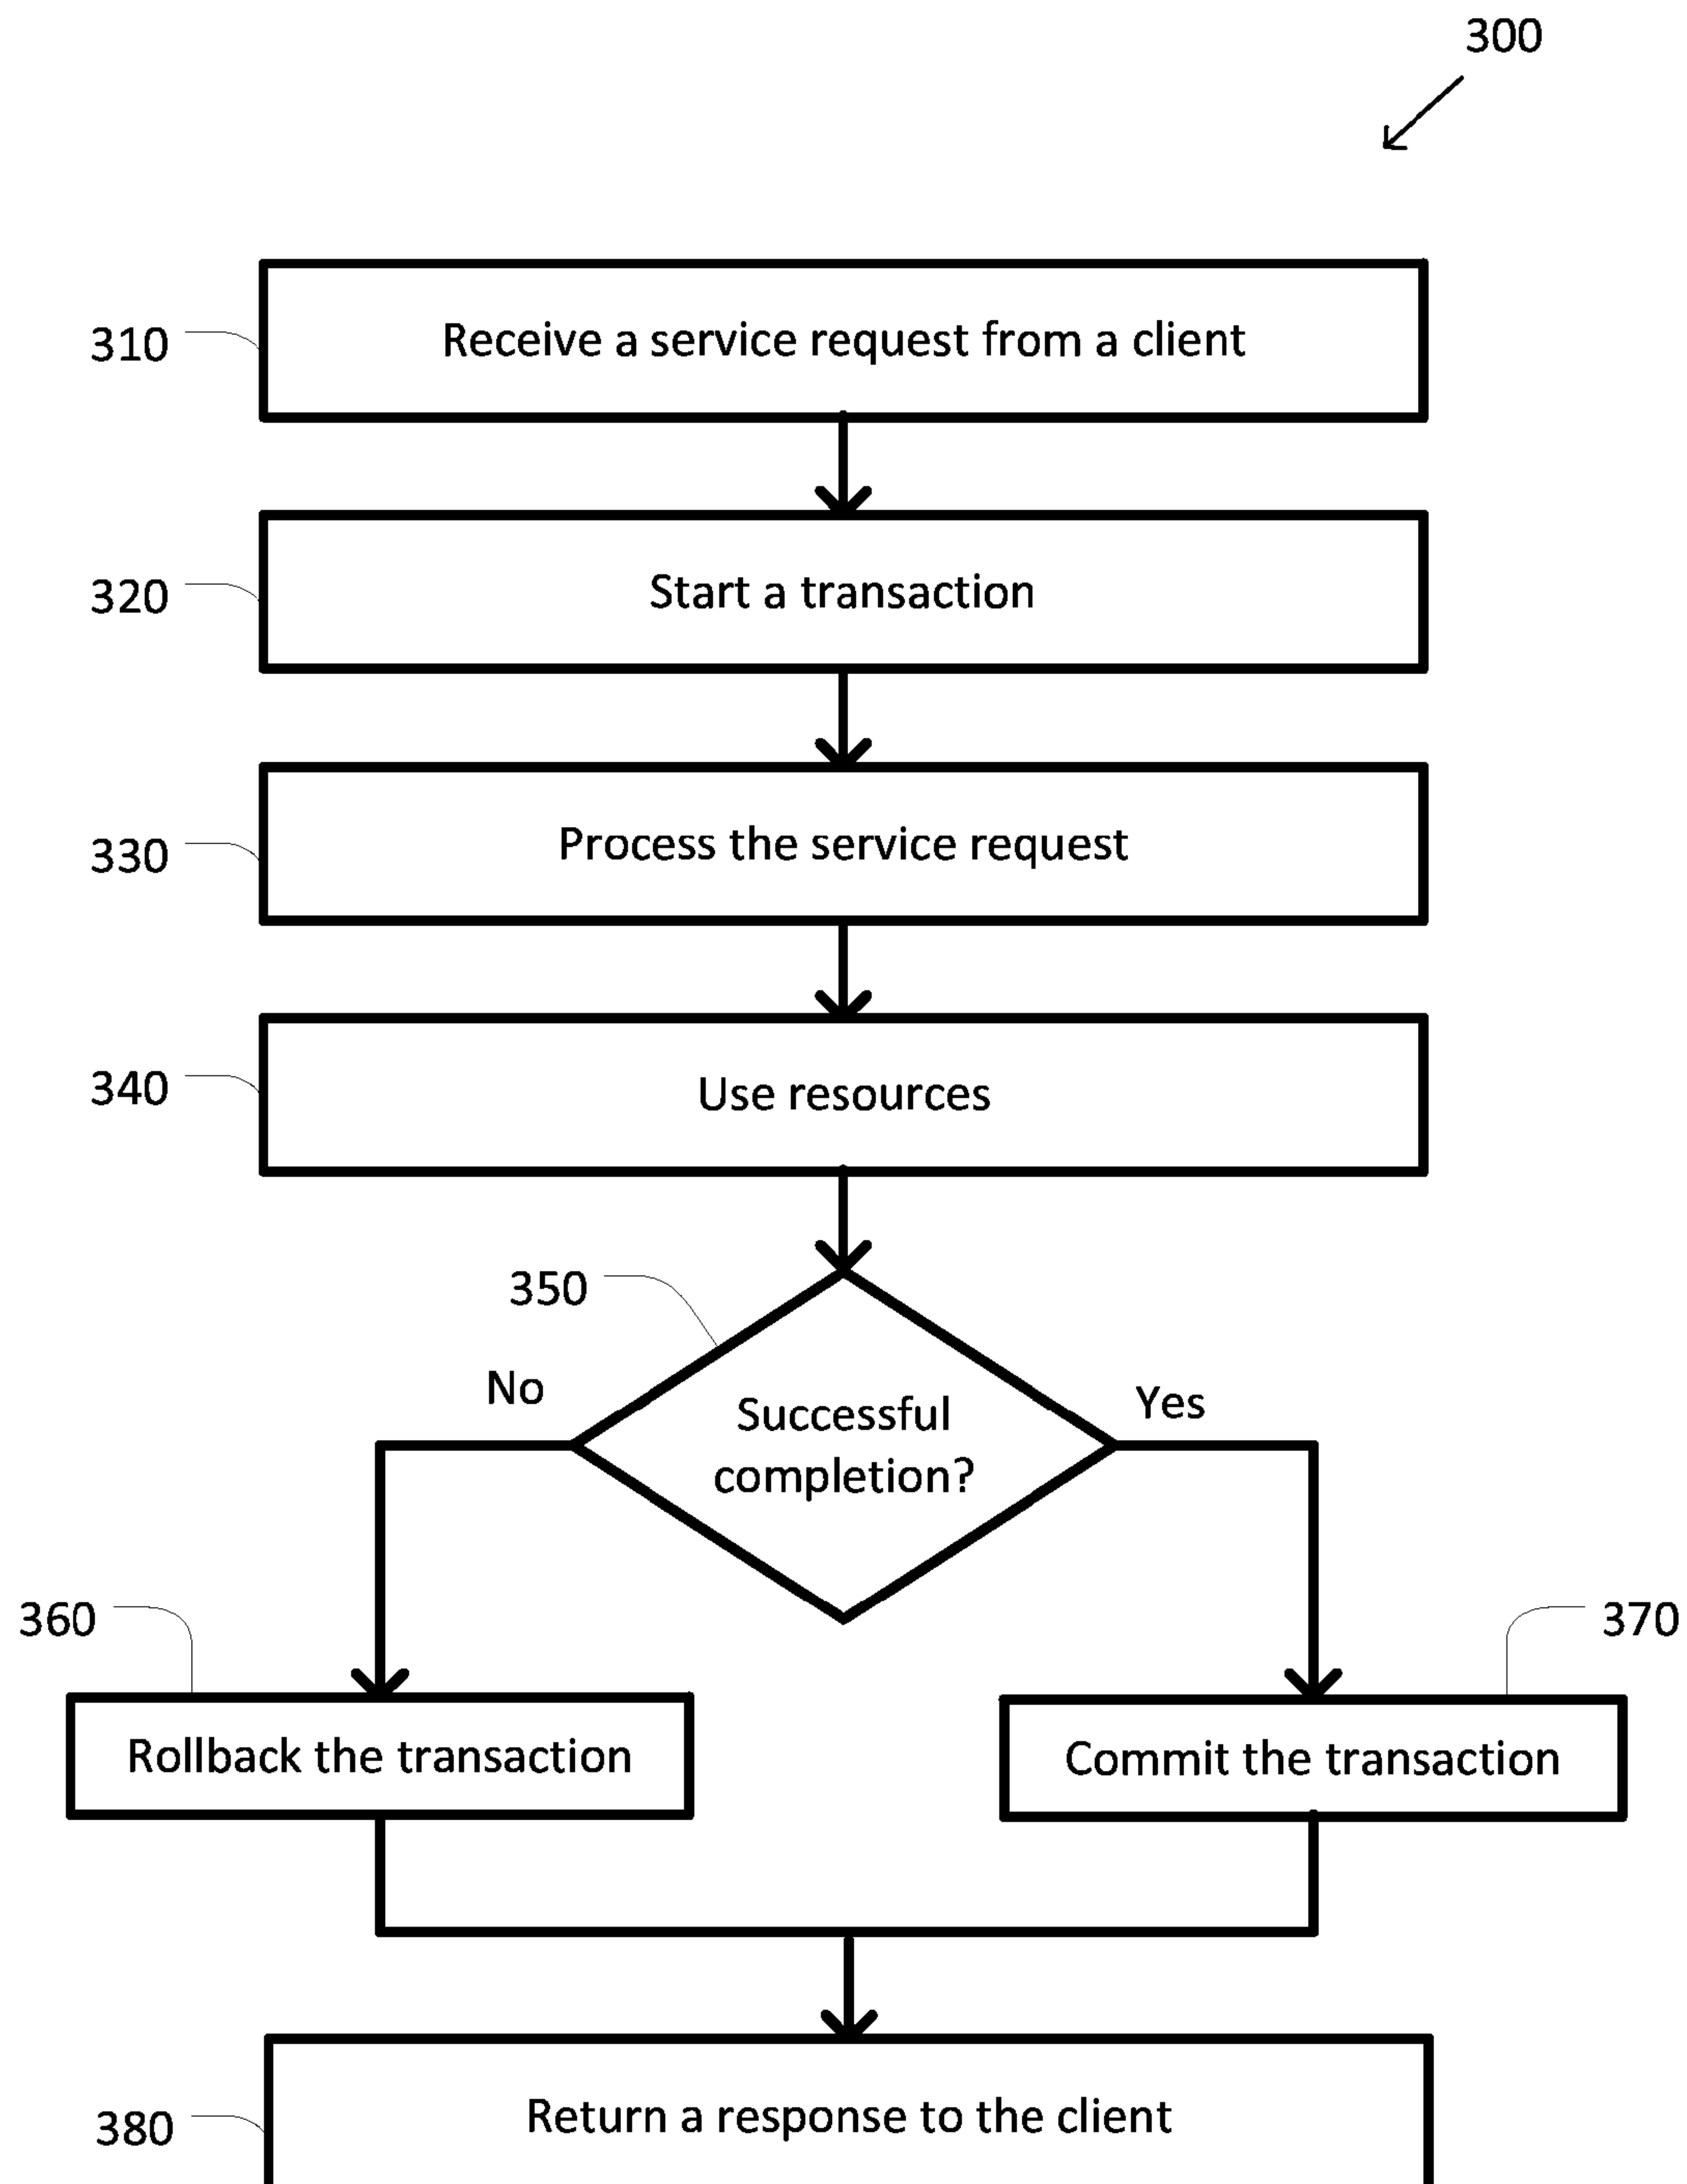 300
310
Receive a service request from a client
320
Start a transaction
330
Process the service request
340
Use resources
350
No
Yes
Successful
completion?
360
370
Rollback the transaction
Commit the transaction
380
Return a response to the client